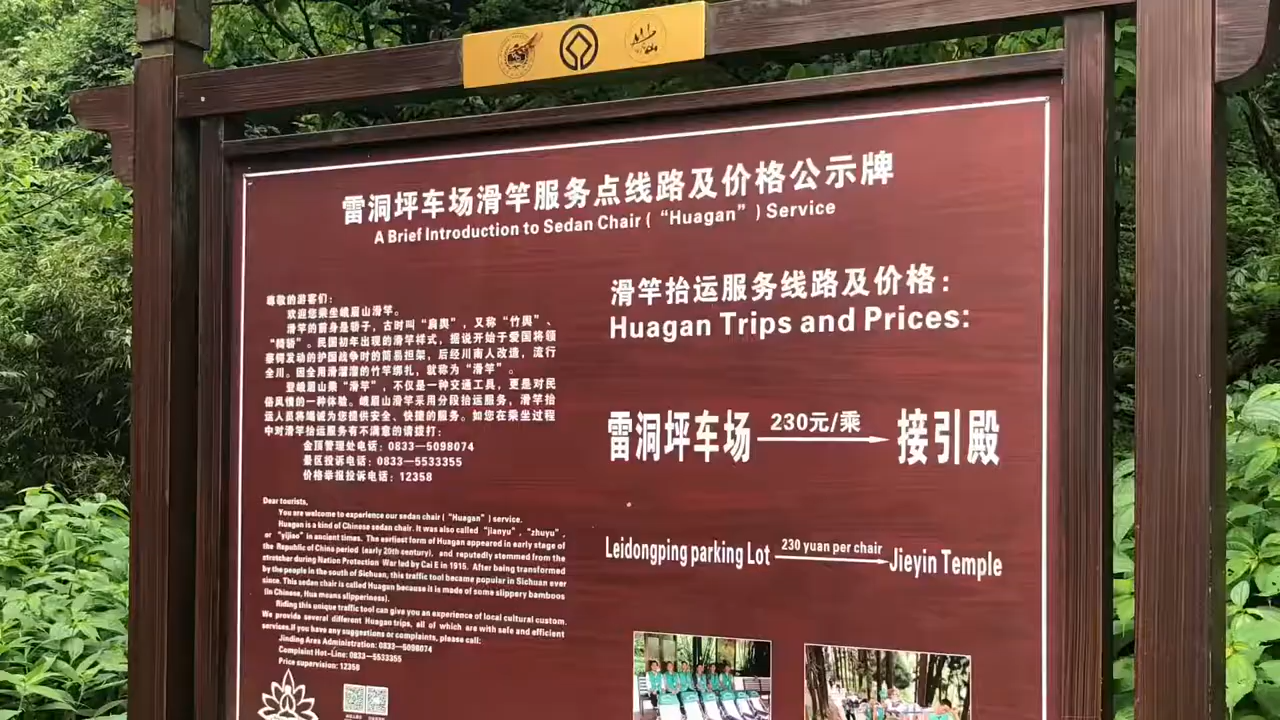 雷洞坪车场滑竿服务点线路及价格公示牌
A Brief Introduction to Sedan Chair (“Huagan”) Service
尊敬的游客们：
欢迎您乘坐峨眉山滑竿。
滑竿的前身是轿子，古时叫“肩舆”，又称“竹舆”、
“椅轿”。民国初年出现的滑竿样式，据说开始于爱国将领
蔡锷发动的护国战争时的简易担架，后经川南人改造，流行
全川。因全用滑溜溜的竹竿绑扎，就称为“滑竿”。
登峨眉山乘“滑竿”，不仅是一种交通工具，更是对民
俗风情的一种体验。峨眉山滑竿采用分段抬运服务，滑竿抬
运人员将竭诚为您提供安全、快捷的服务。如您在乘坐过程
中对滑竿抬运服务有不满意的请拨打：
金顶管理处电话：0833—5098074
景区投诉电话：0833—5533355
价格举报投诉电话：12358
Dear tourists,
You are welcome to experience our sedan chair (“Huagan”) service.
Huagan is a kind of Chinese sedan chair. It was also called “jianyu”, “zhuyu”,
or “yijiao” in ancient times. The earliest form of Huagan appeared in early stage of
the Republic of China period (early 20th century), and reputedly stemmed from the
stretcher during Nation Protection War led by Cai E in 1915. After being transformed
by the people in the south of Sichuan, this traffic tool became popular in Sichuan ever
since. This sedan chair is called Huagan because it is made of some slippery bamboos
(in Chinese, Hua means slipperiness).
Riding this unique traffic tool can give you an experience of local cultural custom.
We provide several different Huagan trips, all of which are with safe and efficient
services.If you have any suggestions or complaints, please call:
Jinding Area Administration: 0833—5098074
Complaint Hot-Line: 0833—5533355
Price supervision: 12358
滑竿抬运服务线路及价格：
Huagan Trips and Prices:
雷洞坪车场 230元/乘 接引殿
Leidongping parking Lot 230 yuan per chair Jieyin Temple